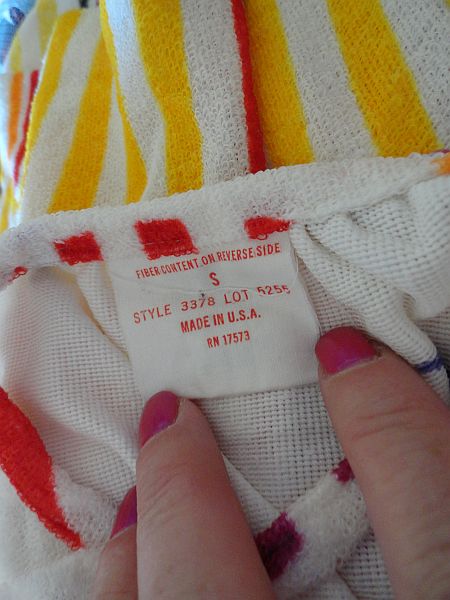 FIBER CONTENT ON REVERSE SIDE
S
STYLE 3378 LOT 5255
MADE IN U.S.A.
RN 17573